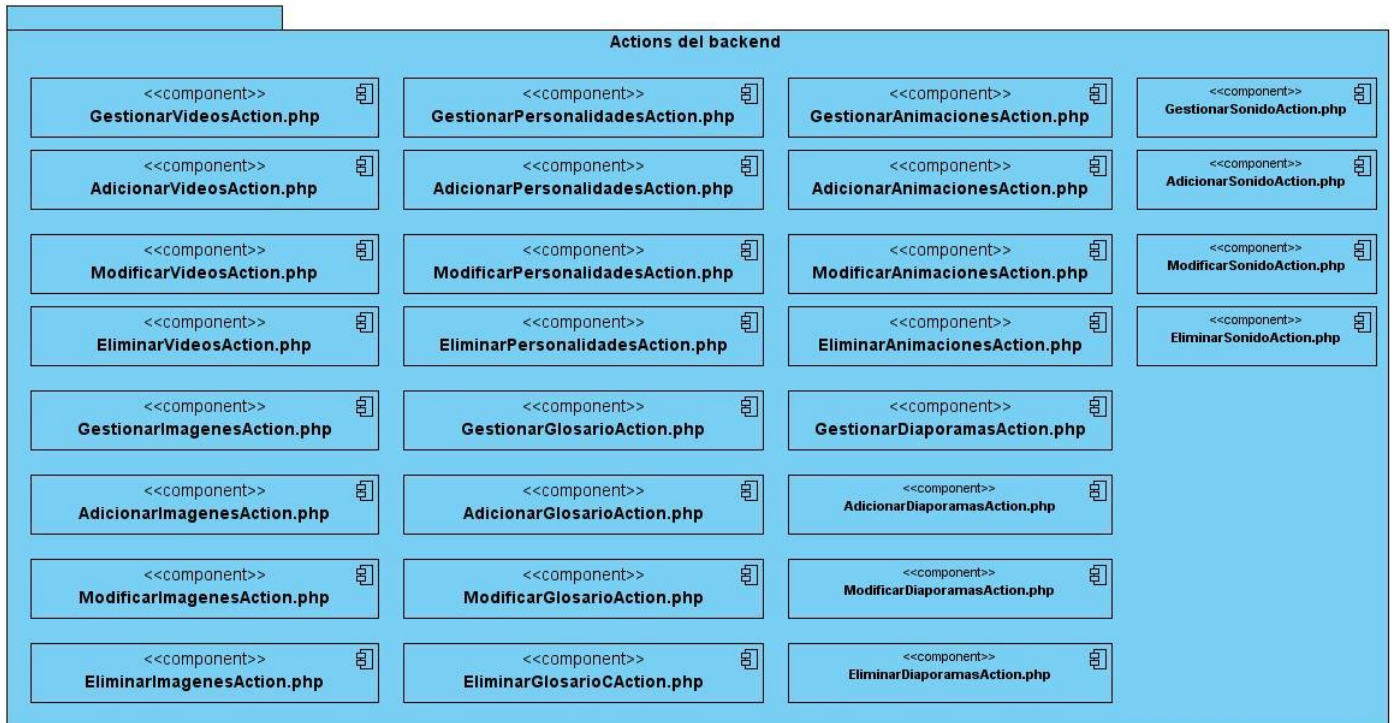 Actions del backend
<<component>>
GestionarVideosAction.php
<<component>>
GestionarPersonalidadesAction.php
<<component>>
GestionarAnimacionesAction.php
<<component>>
GestionarSonidoAction.php
<<component>>
AdicionarVideosAction.php
<<component>>
AdicionarPersonalidadesAction.php
<<component>>
AdicionarAnimacionesAction.php
<<component>>
AdicionarSonidoAction.php
<<component>>
ModificarVideosAction.php
<<component>>
ModificarPersonalidadesAction.php
<<component>>
ModificarAnimacionesAction.php
<<component>>
ModificarSonidoAction.php
<<component>>
EliminarVideosAction.php
<<component>>
EliminarPersonalidadesAction.php
<<component>>
EliminarAnimacionesAction.php
<<component>>
EliminarSonidoAction.php
<<component>>
GestionarImagenesAction.php
<<component>>
GestionarGlosarioAction.php
<<component>>
GestionarDiaporamasAction.php
<<component>>
AdicionarImagenesAction.php
<<component>>
AdicionarGlosarioAction.php
<<component>>
AdicionarDiaporamasAction.php
<<component>>
ModificarImagenesAction.php
<<component>>
ModificarGlosarioAction.php
<<component>>
ModificarDiaporamasAction.php
<<component>>
EliminarImagenesAction.php
<<component>>
EliminarGlosarioCAction.php
<<component>>
EliminarDiaporamasAction.php